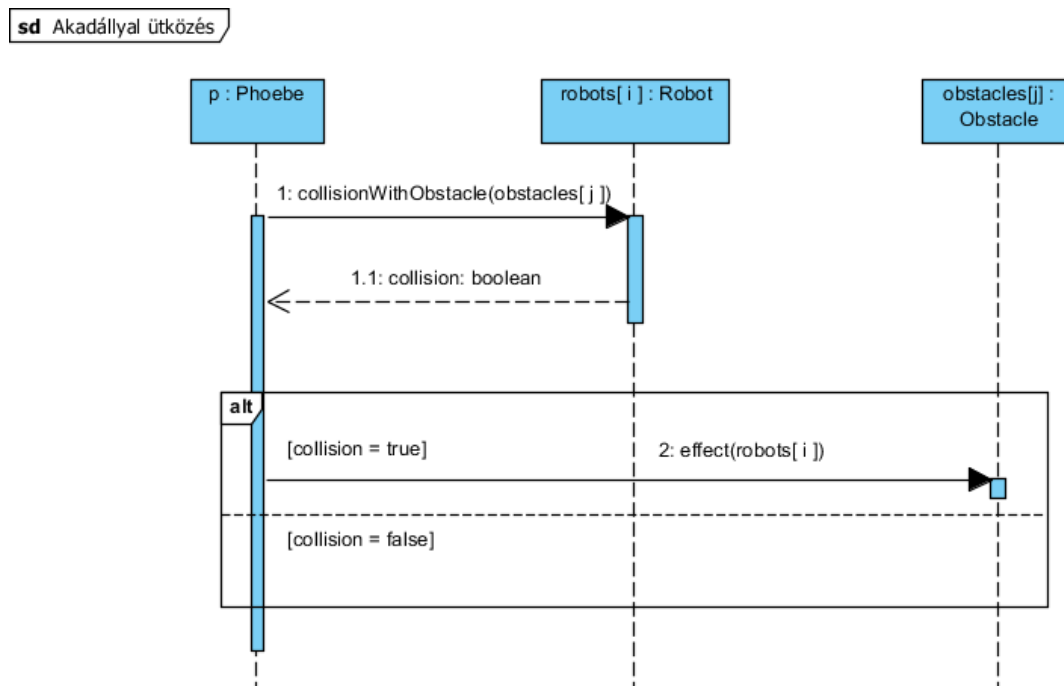 sd Akadállyal ütközés
p : Phoebe
robots[ i ] : Robot
obstacles[j] :
Obstacle
1: collisionWithObstacle(obstacles[ j ])
1.1: collision: boolean
alt
[collision = true]
2: effect(robots[ i ])
[collision = false]